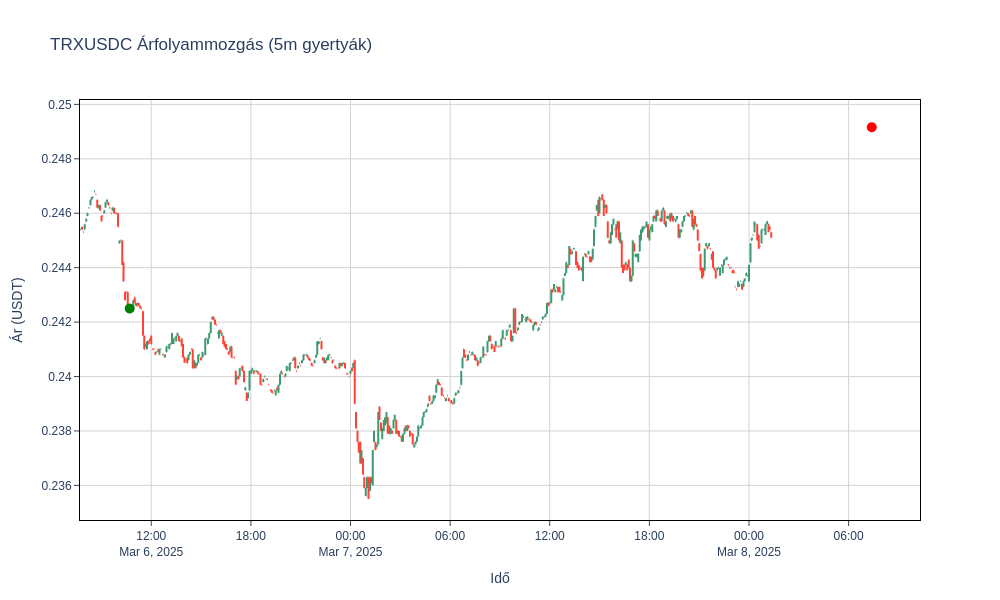 TRXUSDC Árfolyammozgás (5m gyertyák)
Ár (USDT)
0.25
0.248
0.246
0.244
0.242
0.24
0.238
0.236
12:00
Mar 6, 2025
18:00
00:00
Mar 7, 2025
06:00
12:00
18:00
00:00
Mar 8, 2025
06:00
Idő